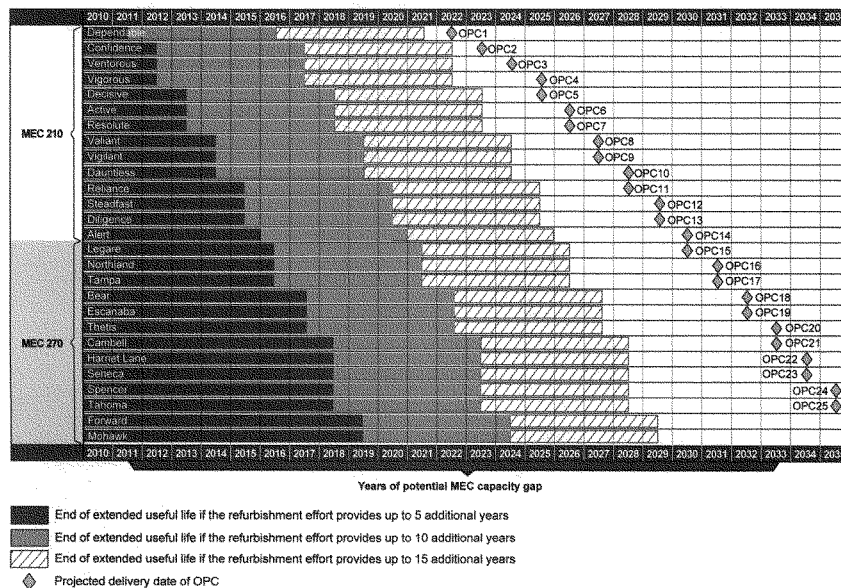 2010 2011 2012 2013 2014 2015 2016 2017 2018 2019 2020 2021 2022 2023 2024 2025 2026 2027 2028 2029 2030 2031 2032 2033 2034 203
Dependable OPC1
Confidence OPC2
Ventorous OPC3
Vigorous OPC4
Decisive OPC5
Active OPC6
Resolute OPC7
MEC 210
Valiant OPC8
Vigilant OPC9
Dauntless OPC10
Reliance OPC11
Steadfast OPC12
Diligence OPC13
Alert OPC14
Legare OPC15
Northland OPC16
Tampa OPC17
Bear OPC18
Escanaba OPC19
Thetis OPC20
MEC 270
Cambell OPC21
Harriet Lane OPC22
Seneca OPC23
Spencer OPC24
Tahoma OPC25
Forward
Mohawk
2010 2011 2012 2013 2014 2015 2016 2017 2018 2019 2020 2021 2022 2023 2024 2025 2026 2027 2028 2029 2030 2031 2032 2033 2034 203
Years of potential MEC capacity gap
End of extended useful life if the refurbishment effort provides up to 5 additional years
End of extended useful life if the refurbishment effort provides up to 10 additional years
End of extended useful life if the refurbishment effort provides up to 15 additional years
Projected delivery date of OPC